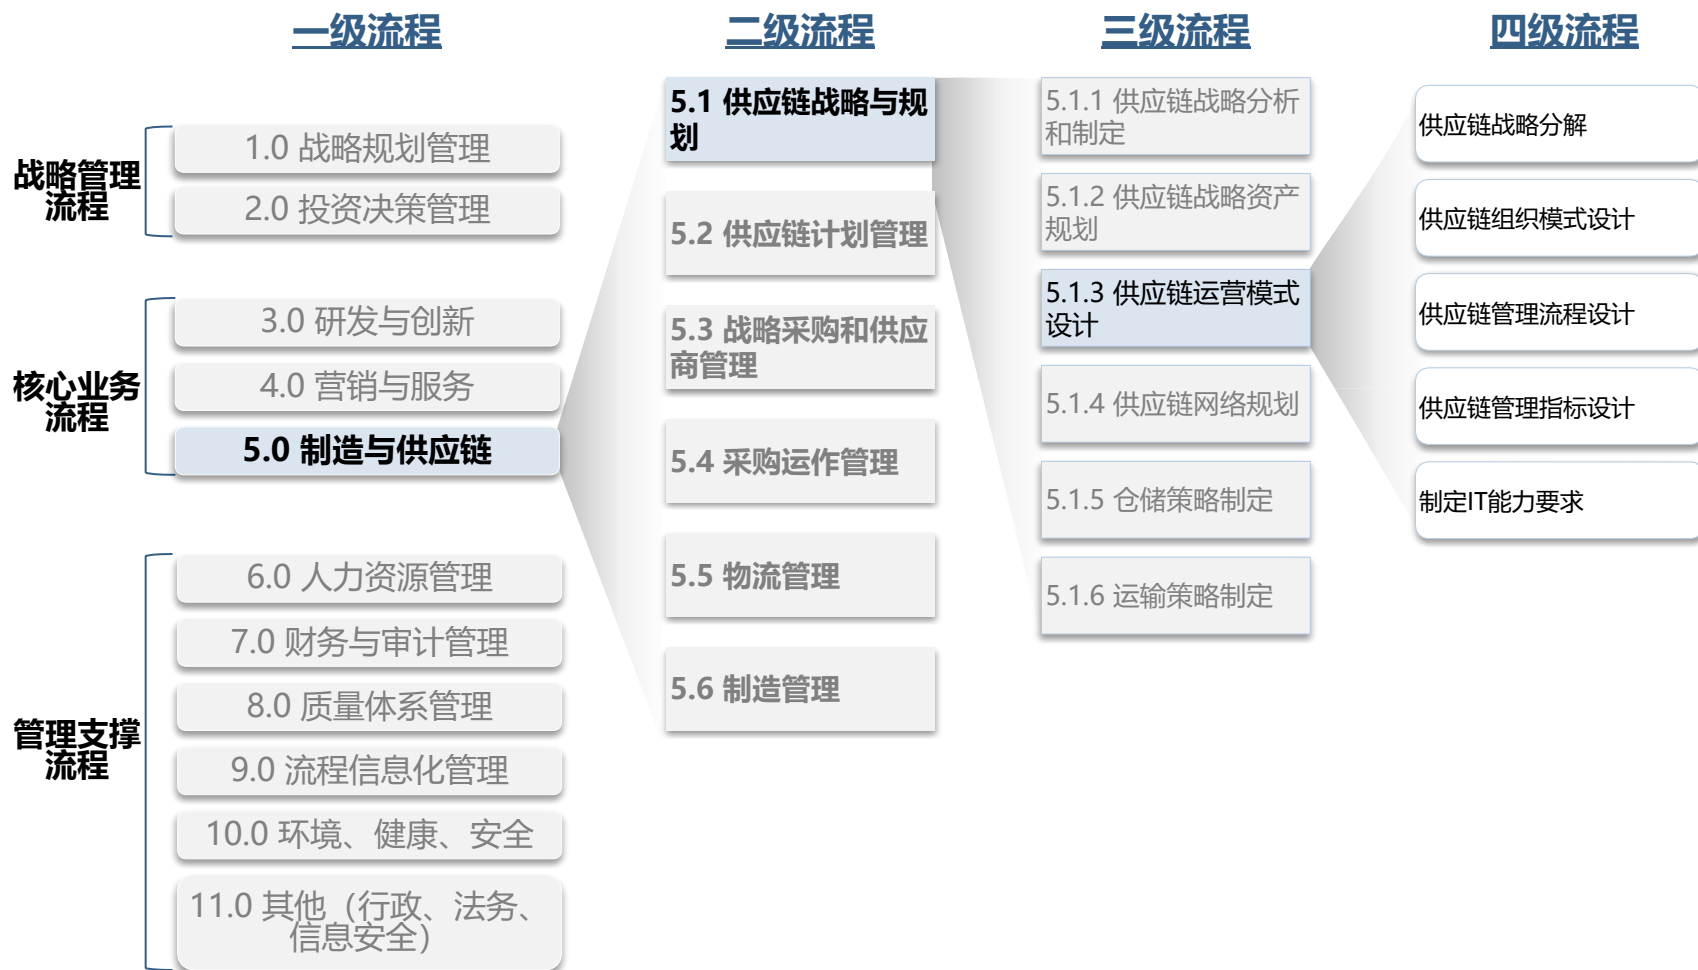 一级流程
二级流程
三级流程
四级流程
战略管理
流程
1.0 战略规划管理
2.0 投资决策管理
核心业务
流程
3.0 研发与创新
4.0 营销与服务
5.0 制造与供应链
管理支撑
流程
6.0 人力资源管理
7.0 财务与审计管理
8.0 质量体系管理
9.0 流程信息化管理
10.0 环境、健康、安全
11.0 其他（行政、法务、
信息安全）
5.1 供应链战略与规
划
5.2 供应链计划管理
5.3 战略采购和供应
商管理
5.4 采购运作管理
5.5 物流管理
5.6 制造管理
5.1.1 供应链战略分析
和制定
5.1.2 供应链战略资产
规划
5.1.3 供应链运营模式
设计
5.1.4 供应链网络规划
5.1.5 仓储策略制定
5.1.6 运输策略制定
供应链战略分解
供应链组织模式设计
供应链管理流程设计
供应链管理指标设计
制定IT能力要求